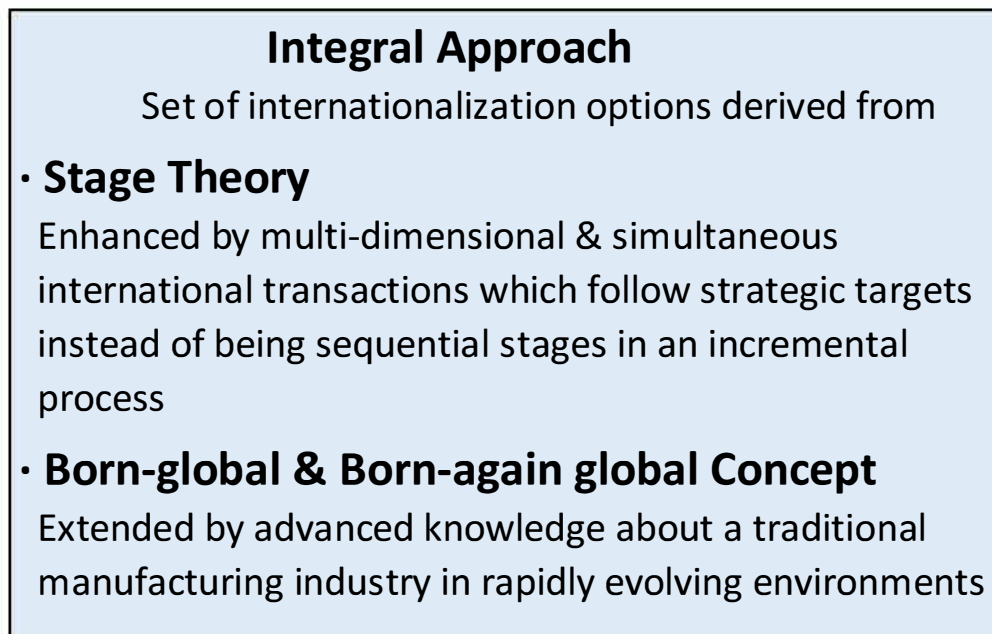 Integral Approach
Set of internationalization options derived from
· Stage Theory
Enhanced by multi-dimensional & simultaneous
international transactions which follow strategic targets
instead of being sequential stages in an incremental
process
· Born-global & Born-again global Concept
Extended by advanced knowledge about a traditional
manufacturing industry in rapidly evolving environments